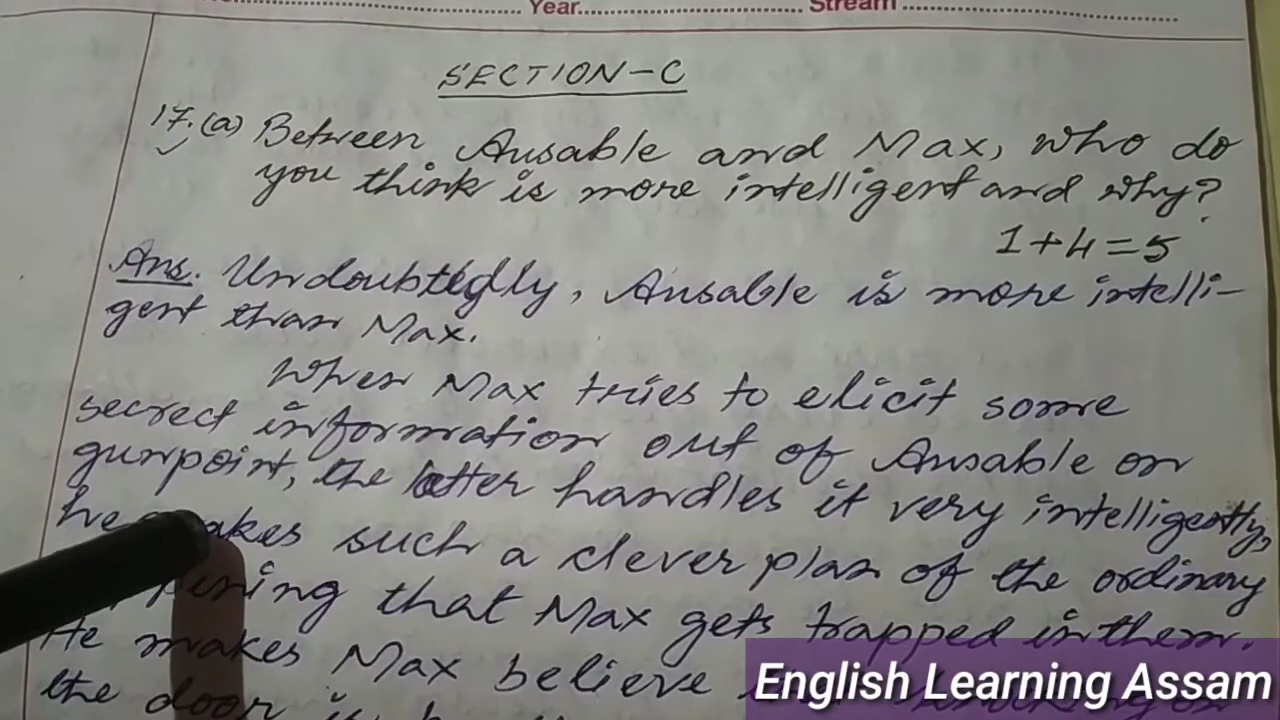 Year.............................. Stream ........................................
SECTION-C
17.(a) Between Ausable and Max, who do
you think is more intelligent and why?
1+4=5
Ans. Undoubtedly, Ausable is more intelli-
gent than Max.
When Max tries to elicit some
secrect information out of Ausable on
gunpoint, the latter handles it very intelligently,
he makes such a clever plan of the ordinary
that Max gets trapped in them.
He makes Max believe
the door is
English Learning Assam